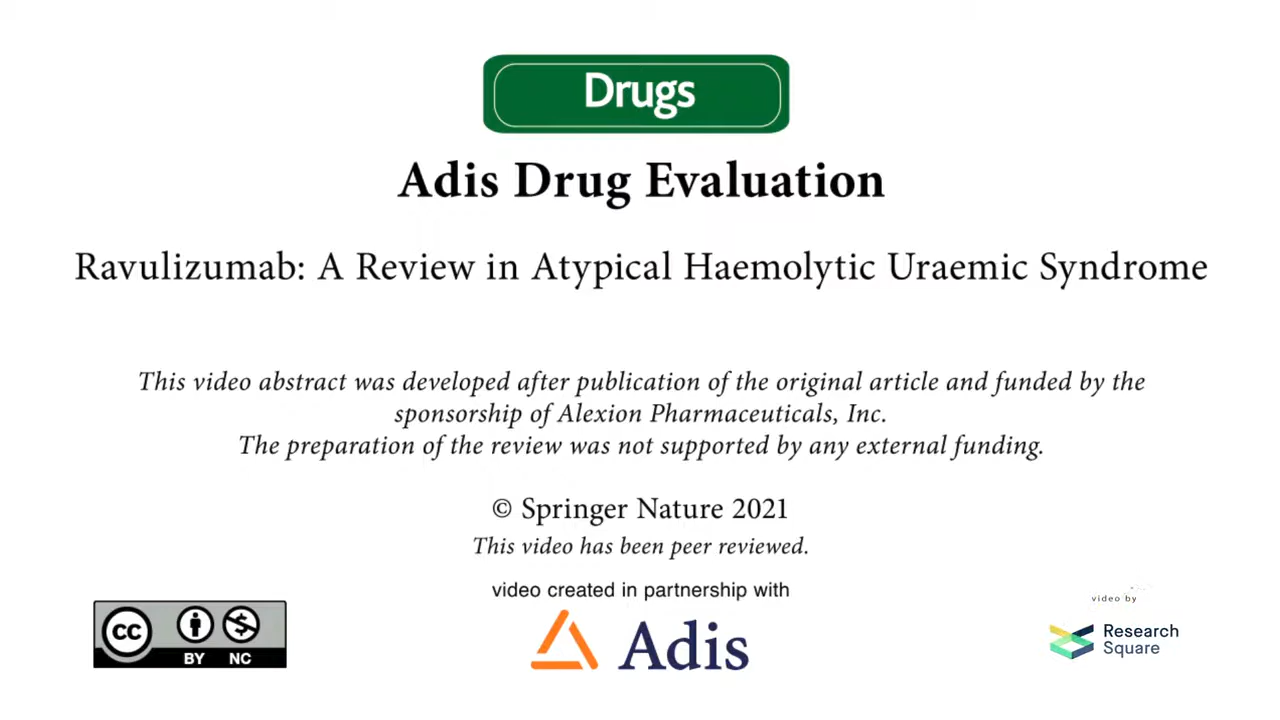 Drugs
Adis Drug Evaluation
Ravulizumab: A Review in Atypical Haemolytic Uraemic Syndrome
This video abstract was developed after publication of the original article and funded by the
sponsorship of Alexion Pharmaceuticals, Inc.
The preparation of the review was not supported by any external funding.
© Springer Nature 2021
This video has been peer reviewed.
video created in partnership with
Adis
cc
BY NC
video by
Research
Square